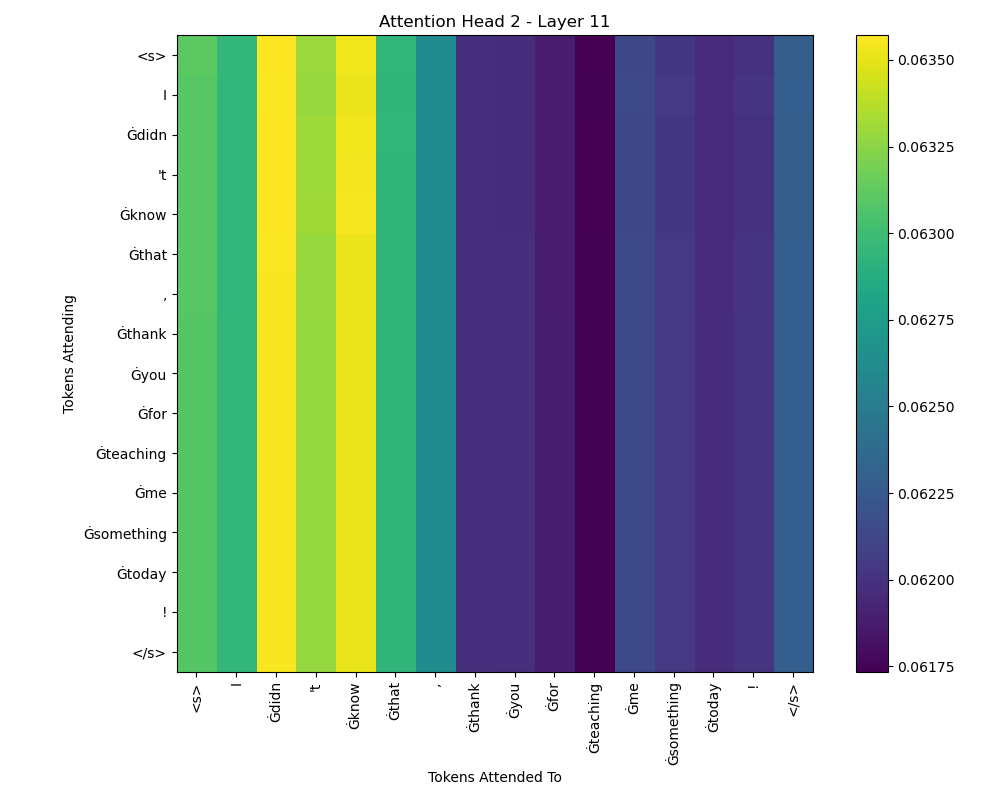 Attention Head 2 - Layer 11
Tokens Attending
<s>
I
Ġdidn
't
Ġknow
Ġthat
,
Ġthank
Ġyou
Ġfor
Ġteaching
Ġme
Ġsomething
Ġtoday
!
</s>
<s>
I
Ġdidn
't
Ġknow
Ġthat
,
Ġthank
Ġyou
Ġfor
Ġteaching
Ġme
Ġsomething
Ġtoday
!
</s>
Tokens Attended To
0.06350
0.06325
0.06300
0.06275
0.06250
0.06225
0.06200
0.06175